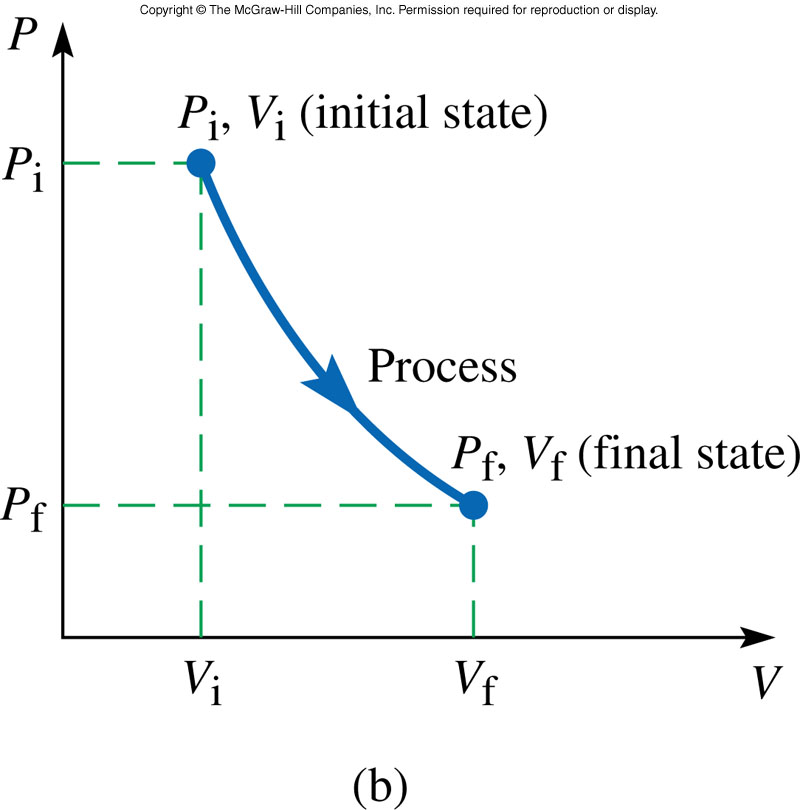 Copyright © The McGraw-Hill Companies, Inc. Permission required for reproduction or display.
P
Pi, Vi (initial state)
Pi
Process
Pf, Vf (final state)
Pf
Vi
Vf
V
(b)